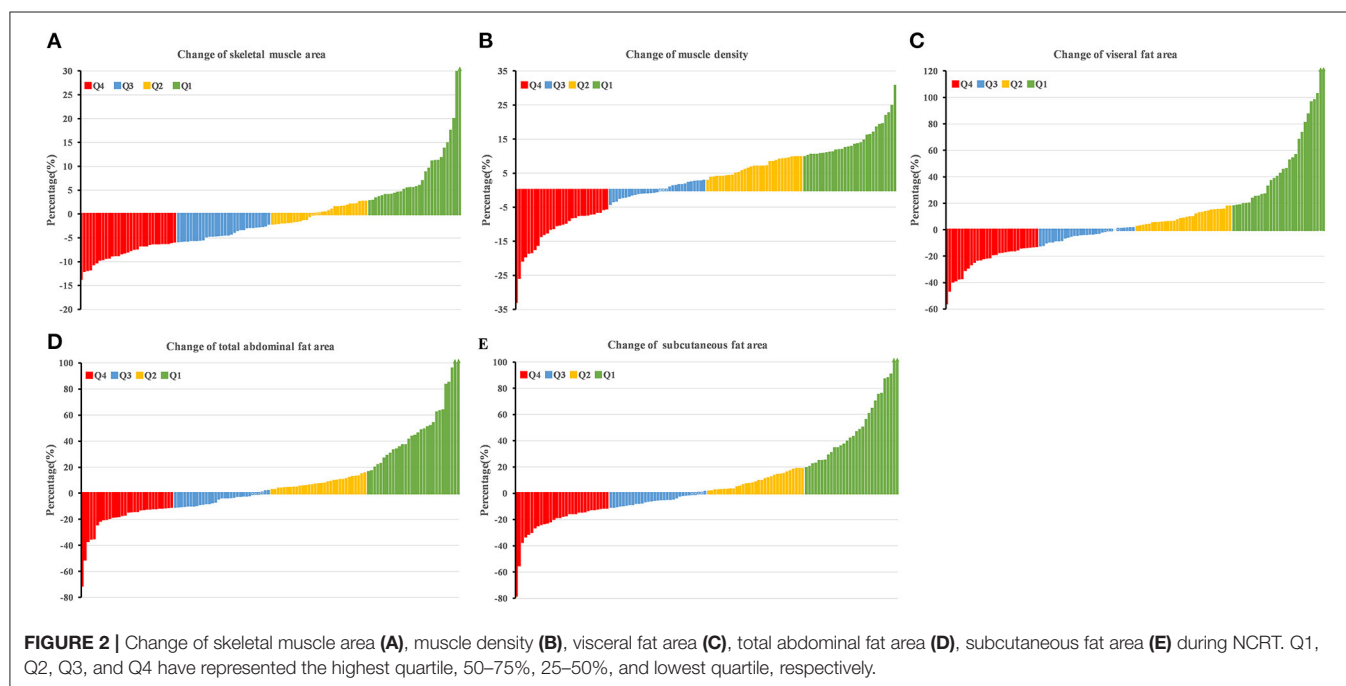 A
Change of skeletal muscle area
Percentage(%)
30
25
20
15
10
5
0
-5
-10
-15
-20
Q4 Q3 Q2 Q1
B
Change of muscle density
Percentage(%)
35
25
15
5
-5
-15
-25
-35
Q4 Q3 Q2 Q1
C
Change of viseral fat area
Percentage(%)
120
100
80
60
40
20
0
-20
-40
-60
Q4 Q3 Q2 Q1
D
Change of total abdominal fat area
Percentage(%)
100
80
60
40
20
0
-20
-40
-60
-80
Q4 Q3 Q2 Q1
E
Change of subcutaneous fat area
Percentage(%)
100
80
60
40
20
0
-20
-40
-60
-80
Q4 Q3 Q2 Q1
FIGURE 2 | Change of skeletal muscle area (A), muscle density (B), visceral fat area (C), total abdominal fat area (D), subcutaneous fat area (E) during NCRT. Q1,
Q2, Q3, and Q4 have represented the highest quartile, 50–75%, 25–50%, and lowest quartile, respectively.